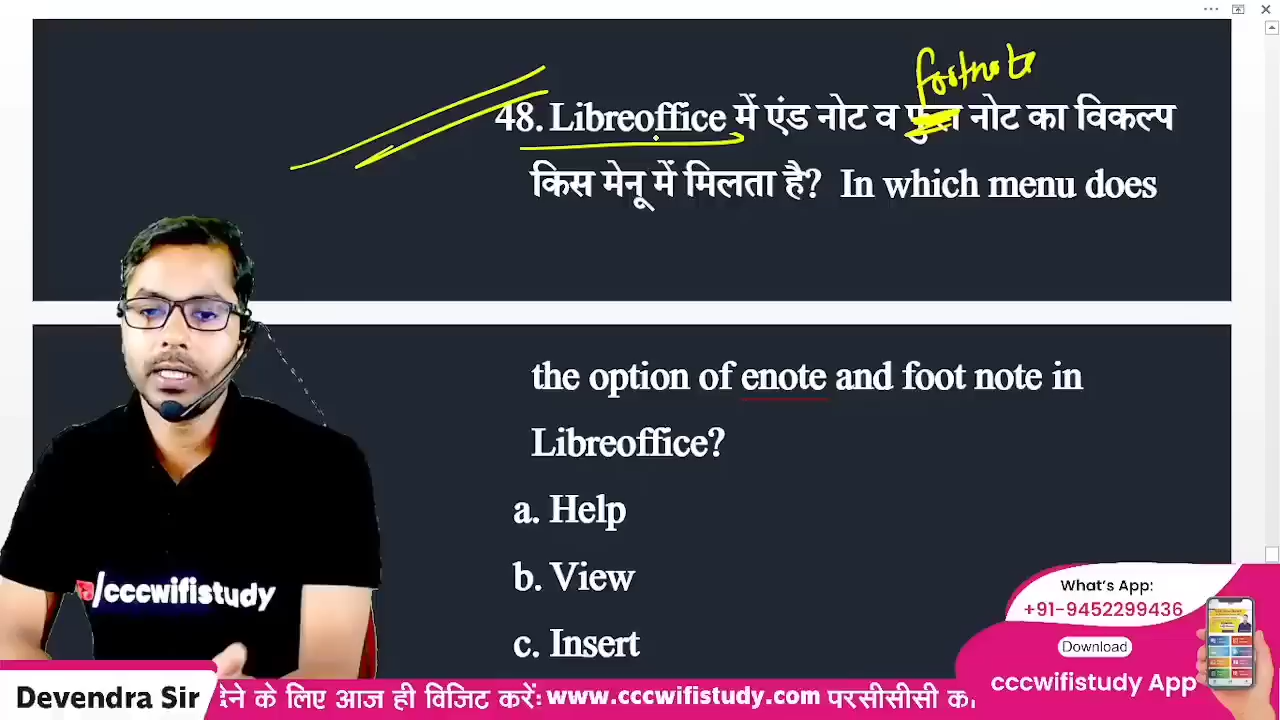 footnote
48. Libreoffice में एंड नोट व नोट का विकल्प
किस मेनू में मिलता है? In which menu does
the option of enote and foot note in
Libreoffice?
a. Help
b. View
c. Insert
/cccwifistudy
What's App:
+91-9452299436
Download
cccwifistudy App
Devendra Sir
देने के लिए आज ही विजिट करें: www.cccwifistudy.com परसीसीसी क